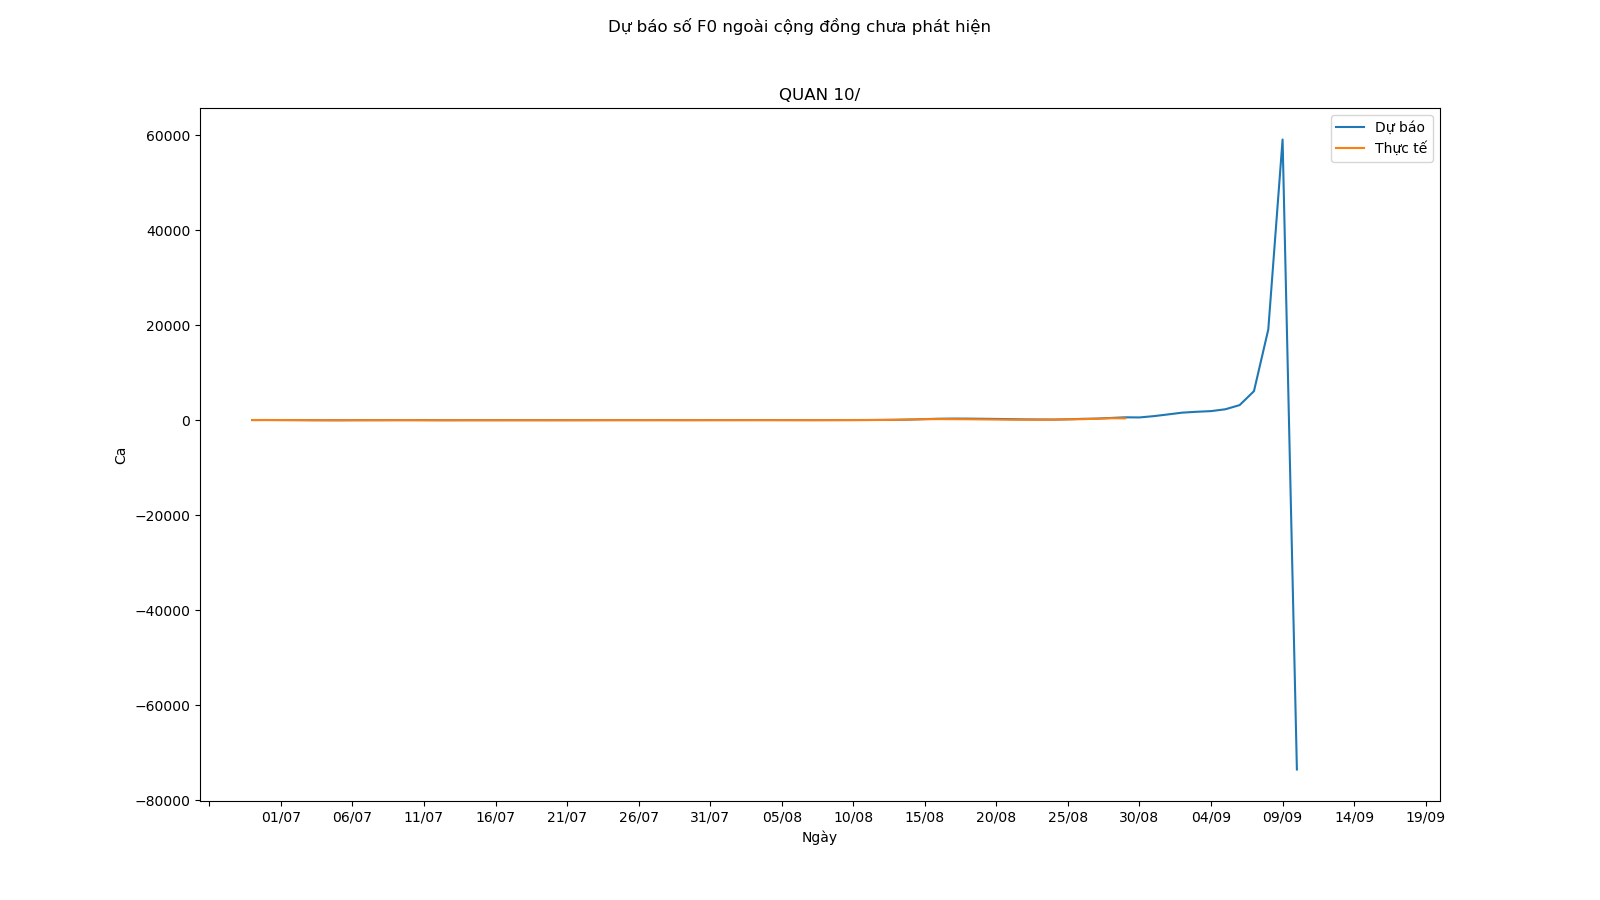 Dự báo số F0 ngoài cộng đồng chưa phát hiện
QUAN 10/
Dự báo
Thực tế
60000
40000
20000
0
−20000
−40000
−60000
−80000
Ca
01/07 06/07 11/07 16/07 21/07 26/07 31/07 05/08 10/08 15/08 20/08 25/08 30/08 04/09 09/09 14/09 19/09
Ngày